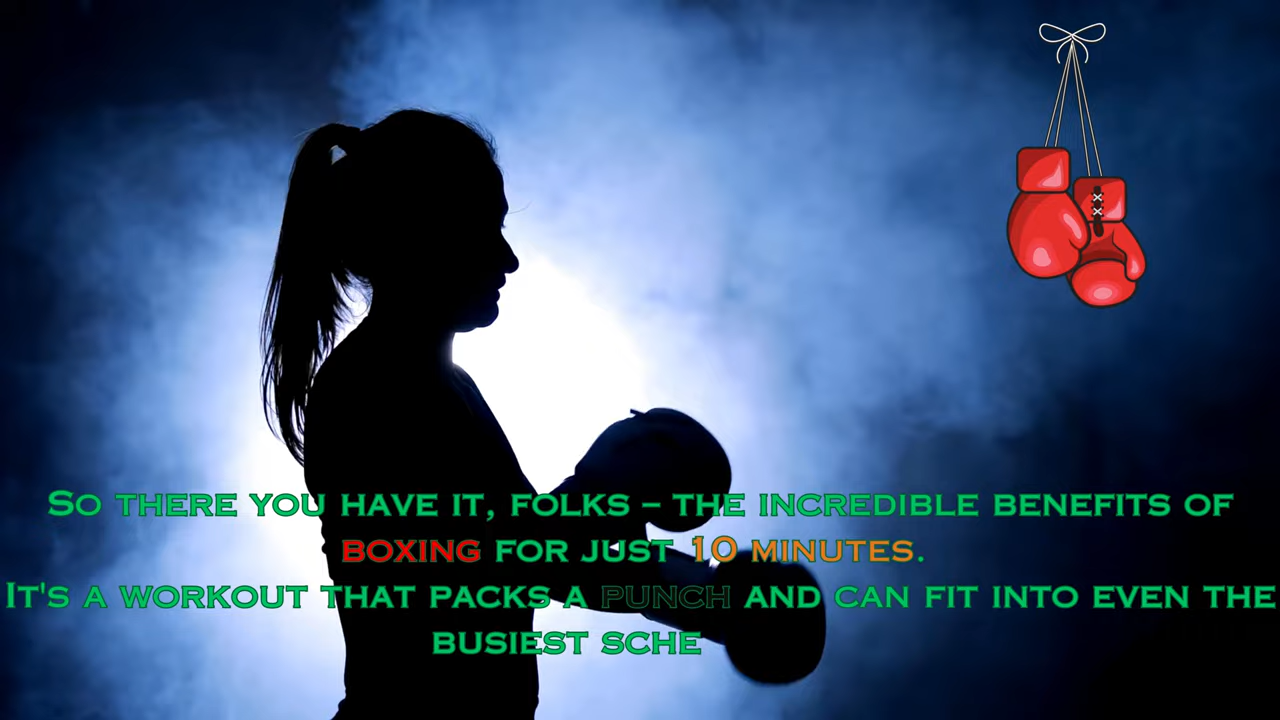 So there you have it, folks – the incredible benefits of
boxing for just 10 minutes.
It's a workout that packs a punch and can fit into even the
busiest sche